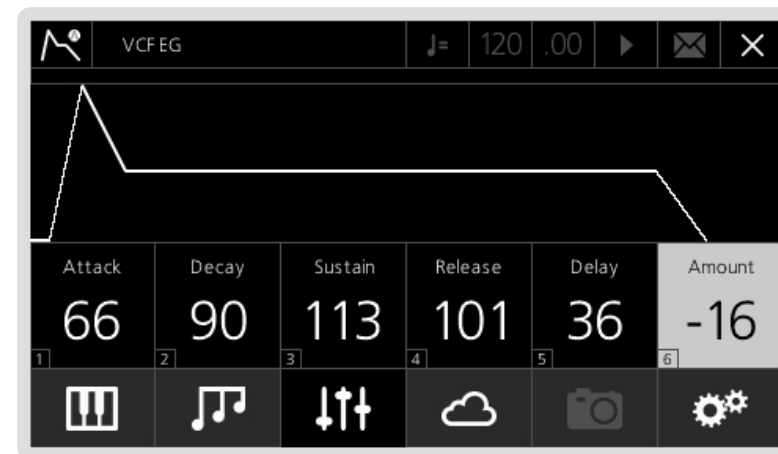 VCF EG ♩= 120 .00
Attack Decay Sustain Release Delay Amount
66 90 113 101 36 -16
1 2 3 4 5 6